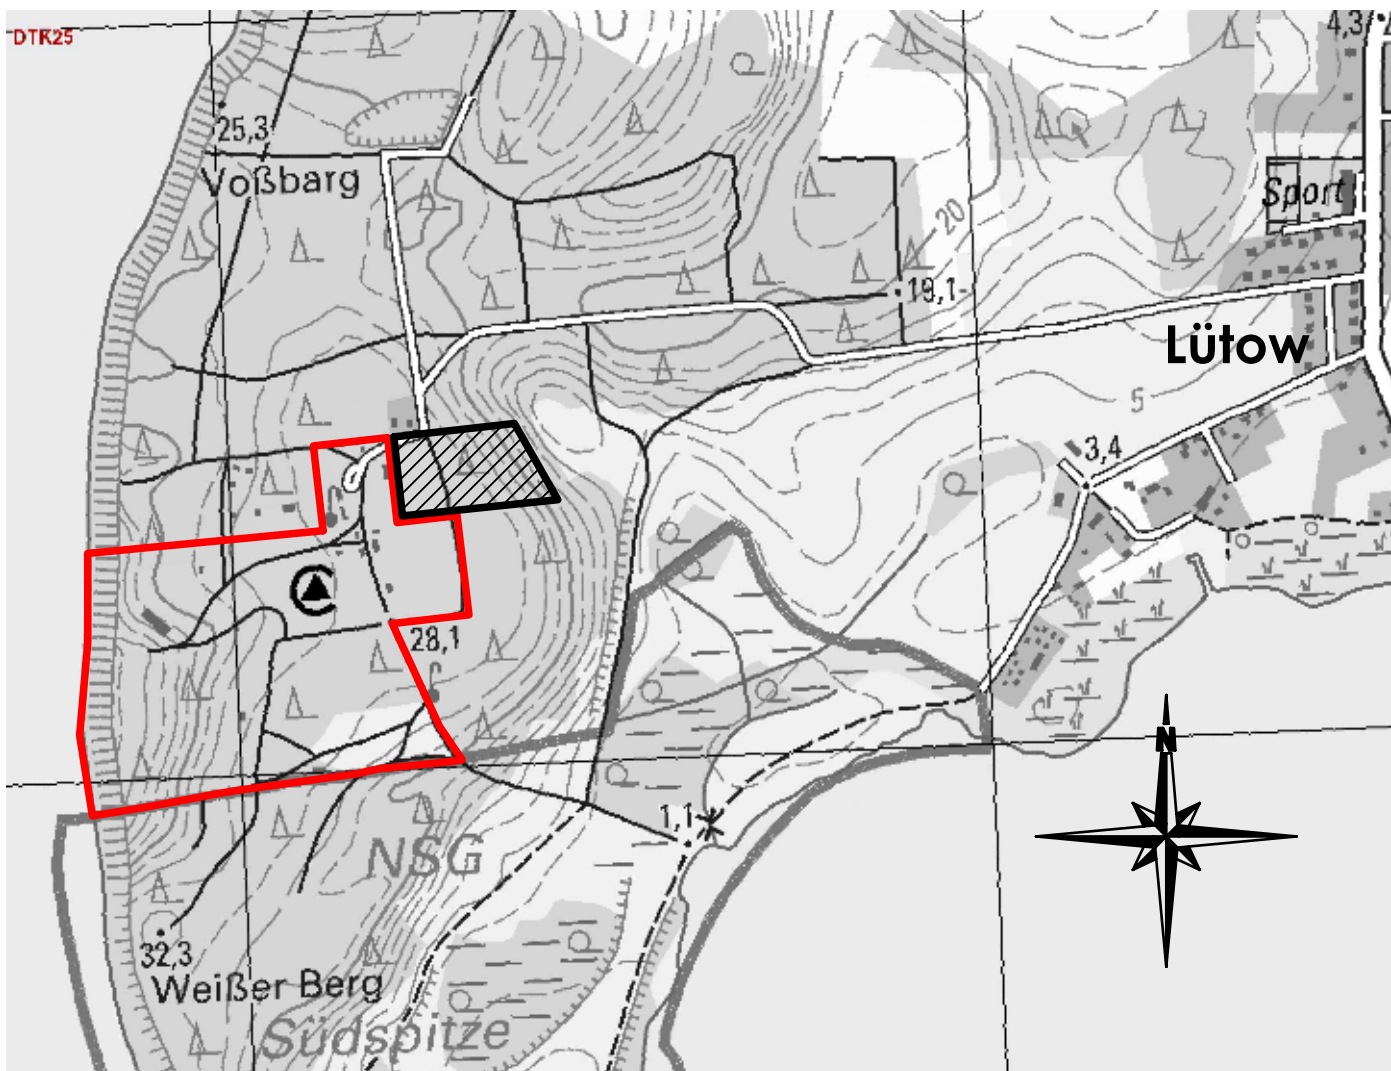 DTK25
4,3
25,3
Voßbarg
Sport
20
19,1
Lütow
5
3,4
28,1
N
1,1
NSG
32,3
Weißer Berg
Südspitze